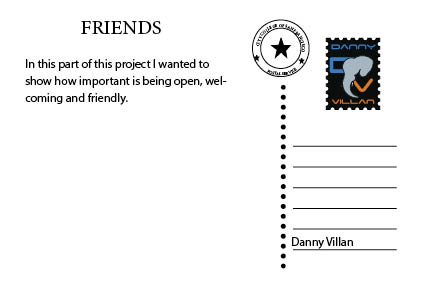 FRIENDS
In this part of this project I wanted to
show how important is being open, wel-
coming and friendly.
DANNY
VILLAN
Danny Villan